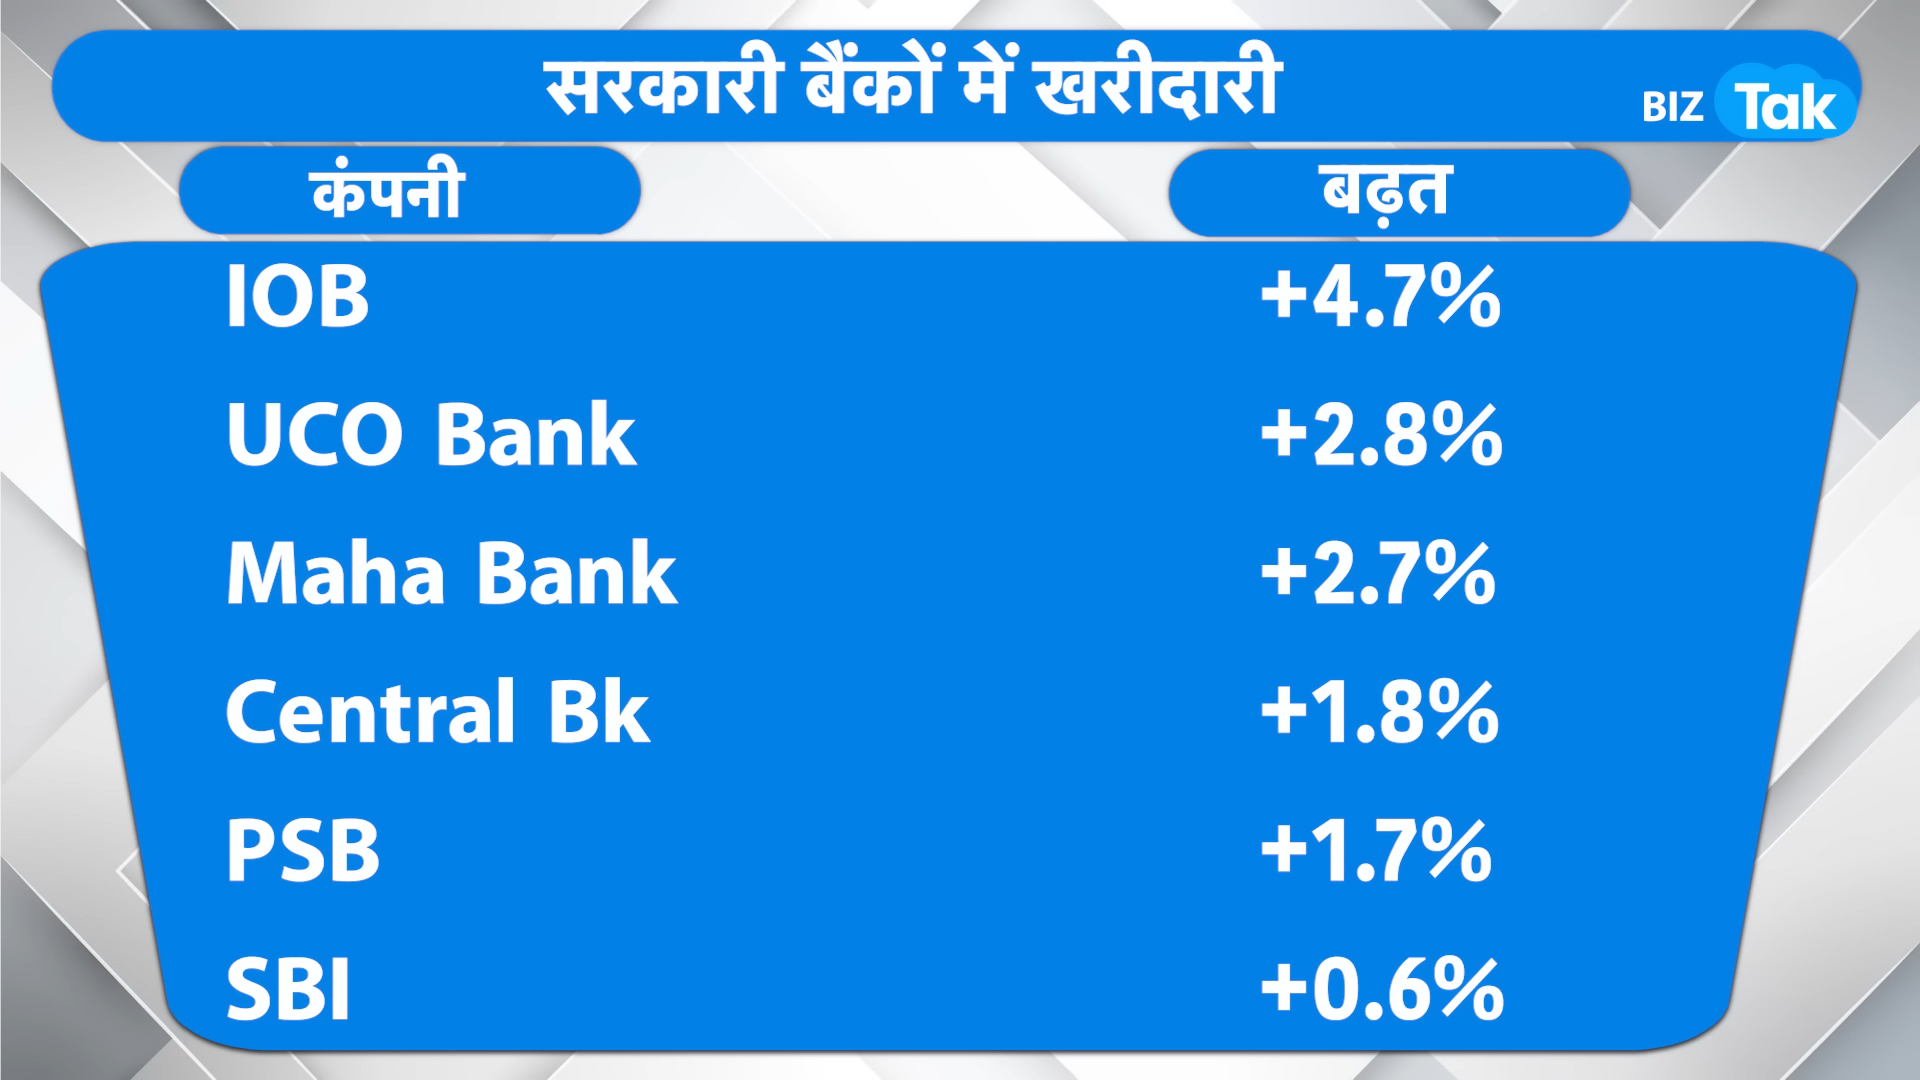 सरकारी बैंकों में खरीदारी
BIZ Tak
कंपनी बढ़त
IOB +4.7%
UCO Bank +2.8%
Maha Bank +2.7%
Central Bk +1.8%
PSB +1.7%
SBI +0.6%